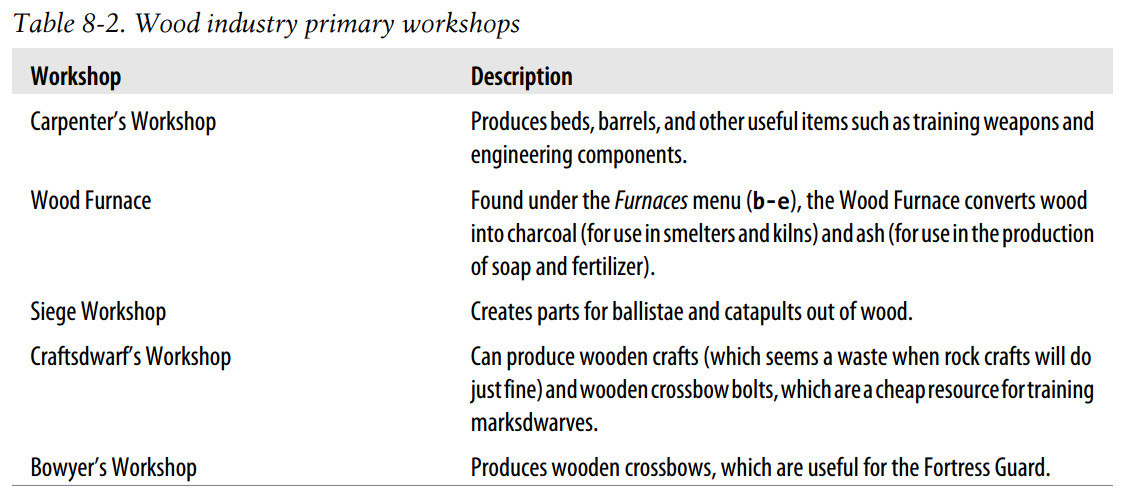 Table 8-2. Wood industry primary workshops
Workshop Description
Carpenter’s Workshop Produces beds, barrels, and other useful items such as training weapons and
engineering components.
Wood Furnace Found under the Furnaces menu (b-e), the Wood Furnace converts wood
into charcoal (for use in smelters and kilns) and ash (for use in the production
of soap and fertilizer).
Siege Workshop Creates parts for ballistae and catapults out of wood.
Craftsdwarf’s Workshop Can produce wooden crafts (which seems a waste when rock crafts will do
just fine) and wooden crossbow bolts, which are a cheap resource for training
marksdwarves.
Bowyer’s Workshop Produces wooden crossbows, which are useful for the Fortress Guard.